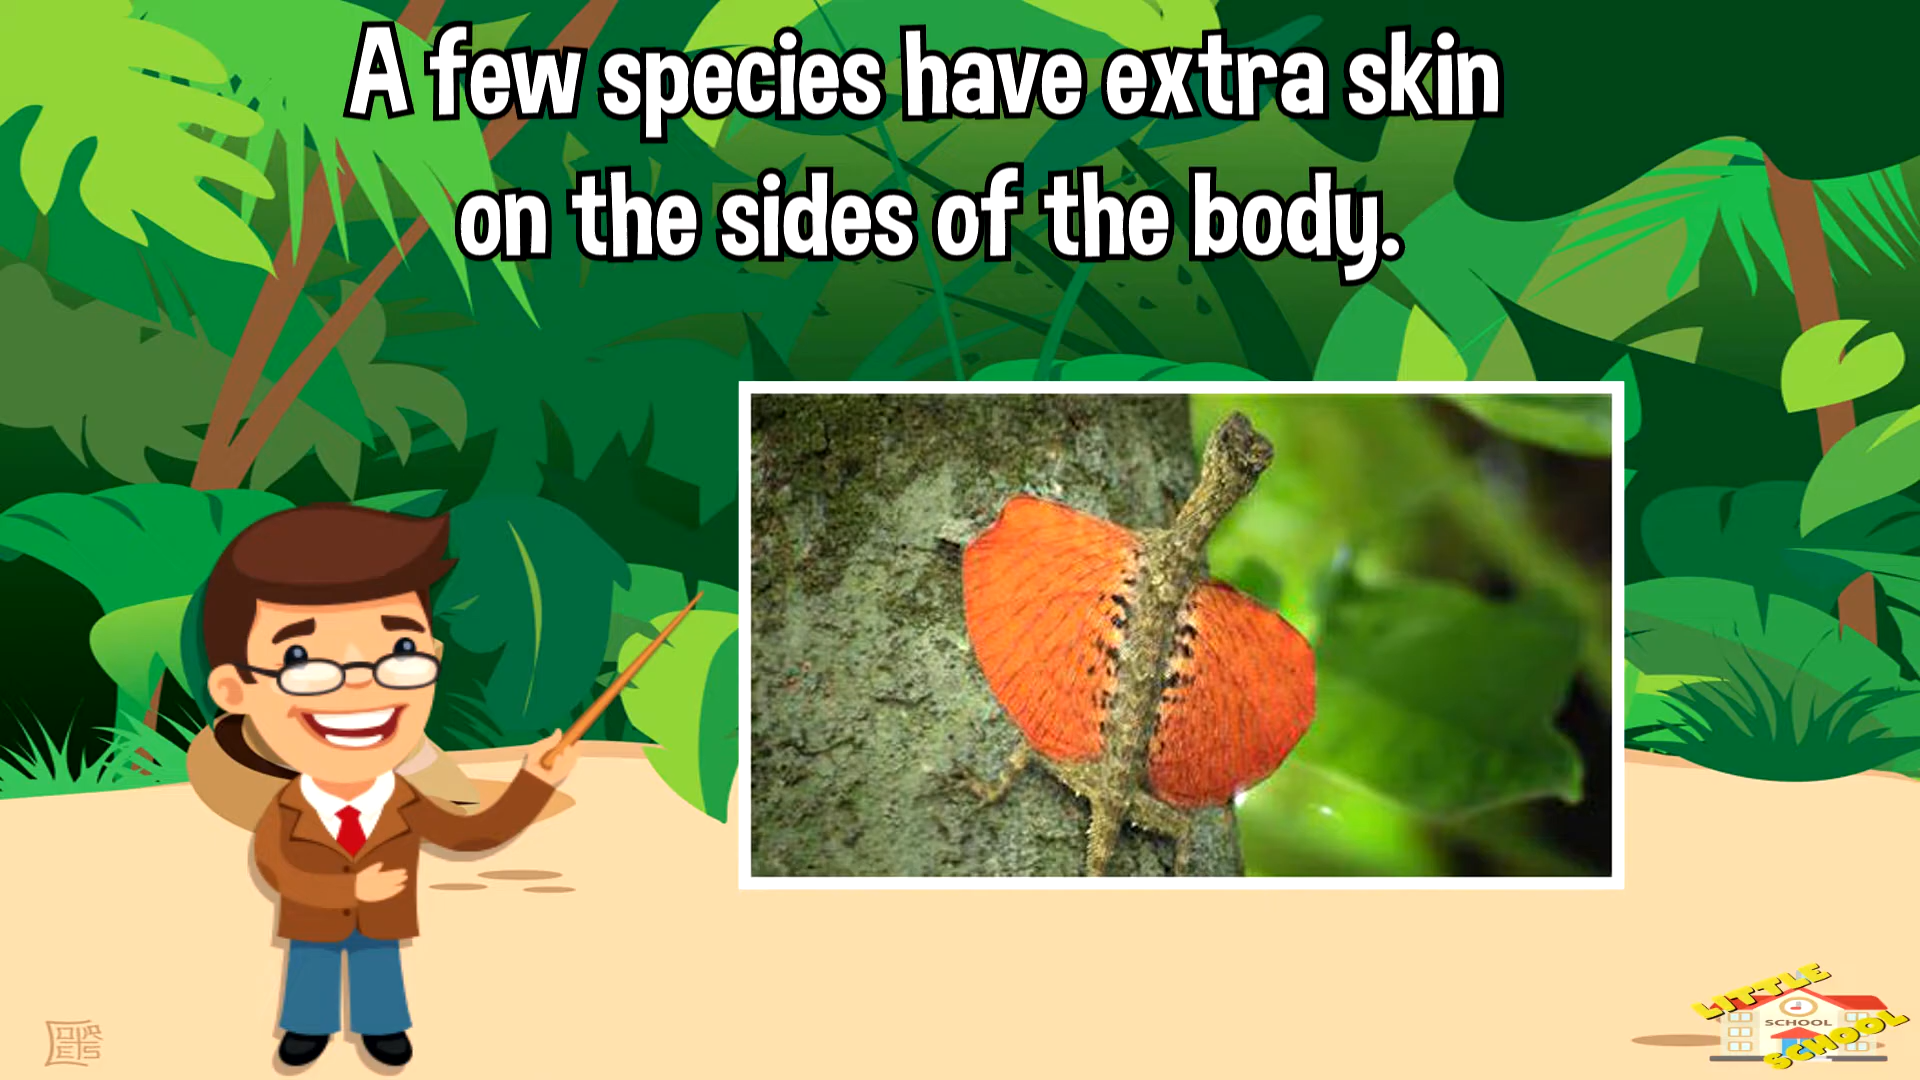 A few species have extra skin
on the sides of the body.
LITTLE
SCHOOL
SCHOOL